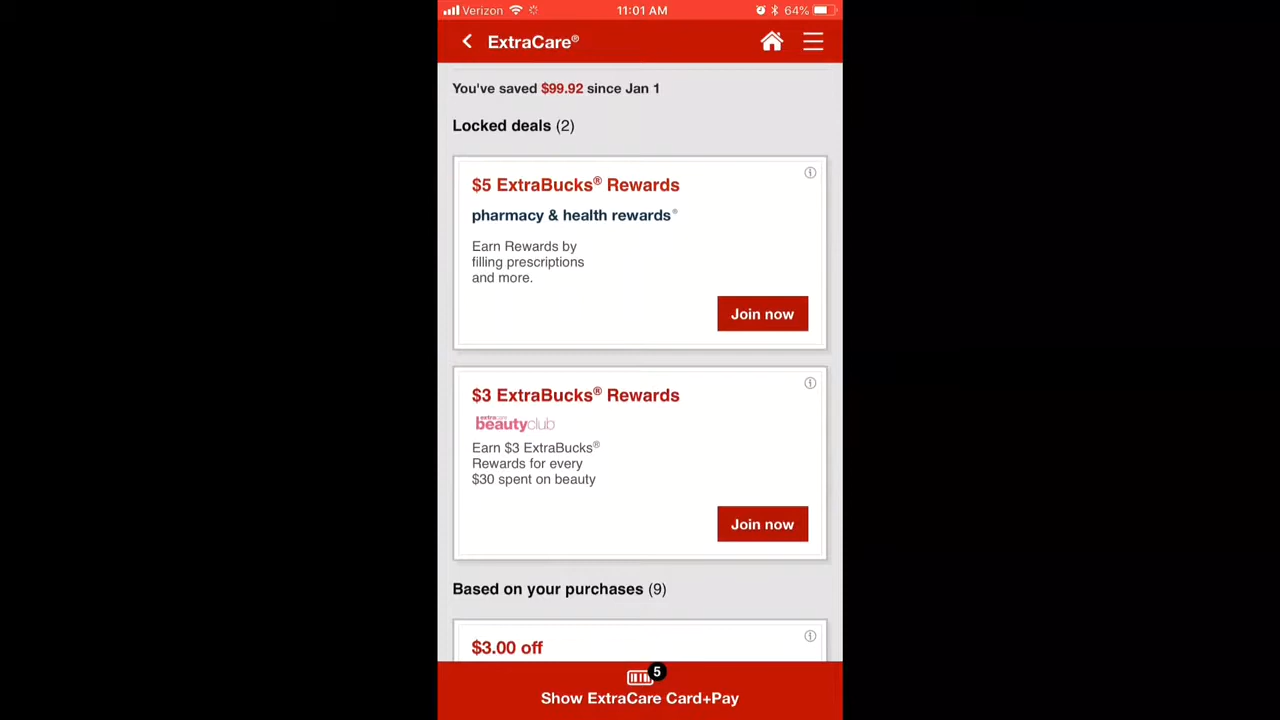 Verizon 11:01 AM 64%
ExtraCare®
You've saved $99.92 since Jan 1
Locked deals (2)
$5 ExtraBucks® Rewards
pharmacy & health rewards®
Earn Rewards by
filling prescriptions
and more.
Join now
$3 ExtraBucks® Rewards
extracare
beautyclub
Earn $3 ExtraBucks®
Rewards for every
$30 spent on beauty
Join now
Based on your purchases (9)
$3.00 off
5
Show ExtraCare Card+Pay